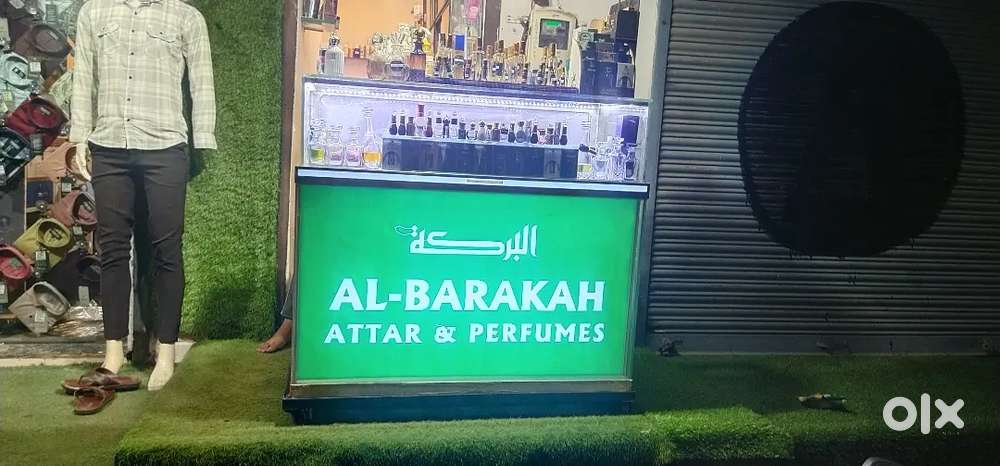 البركة
AL-BARAKAH
ATTAR & PERFUMES
olx